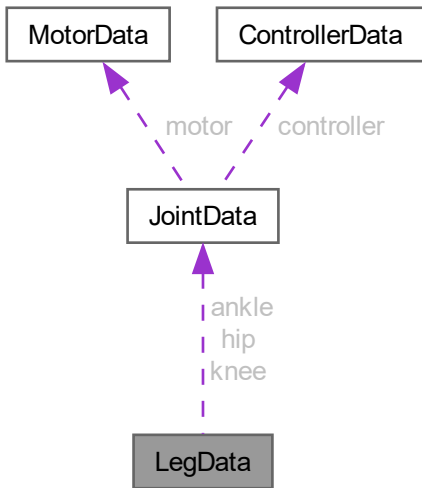 MotorData
ControllerData
motor
controller
JointData
ankle
hip
knee
LegData